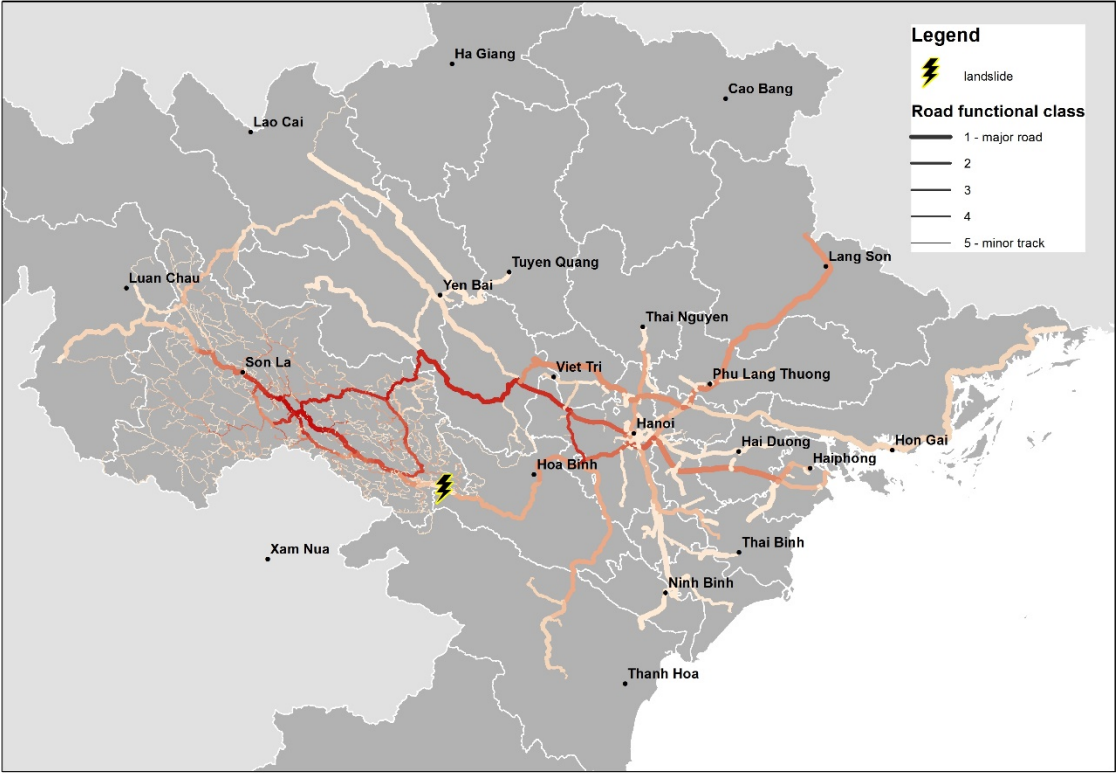 Legend
landslide
Road functional class
1 - major road
2
3
4
5 - minor track
Ha Giang
Cao Bang
Lao Cai
Tuyen Quang
Lang Son
Luan Chau
Yen Bai
Thai Nguyen
Son La
Viet Tri
Phu Lang Thuong
Hanoi
Hai Duong
Hon Gai
Haiphong
Hoa Binh
Xam Nua
Thai Binh
Ninh Binh
Thanh Hoa